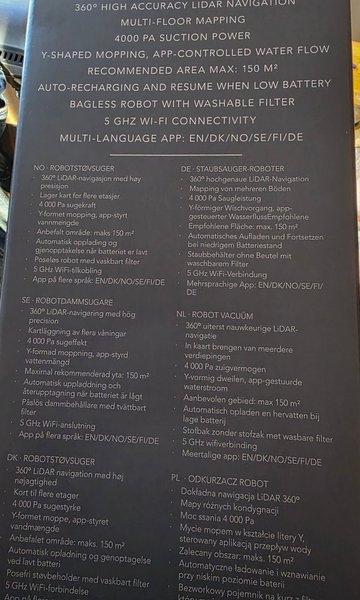 360° HIGH ACCURACY LIDAR NAVIGATION
MULTI-FLOOR MAPPING
4000 PA SUCTION POWER
Y-SHAPED MOPPING, APP-CONTROLLED WATER FLOW
RECOMMENDED AREA MAX: 150 M²
AUTO-RECHARGING AND RESUME WHEN LOW BATTERY
BAGLESS ROBOT WITH WASHABLE FILTER
5 GHZ WI-FI CONNECTIVITY
MULTI-LANGUAGE APP: EN/DK/NO/SE/FI/DE
NO · ROBOTSTØVSUGER
· 360° LiDAR-navigasjon med høy
presisjon
· Lager kart for flere etasjer
· 4 000 Pa sugekraft
· Y-formet mopping, app-styrt
vannmengde
· Anbefalt område: maks 150 m²
· Automatisk opplading og
gjenopptagelse når batteriet er lavt
· Poseløs robot med vaskbart filter
· 5 GHz WiFi-tilkobling
· App på flere språk: EN/DK/NO/SE/FI/DE
SE · ROBOTDAMMSUGARE
· 360° LiDAR-navigering med hög
precision
· Kartläggning av flera våningar
· 4 000 Pa sugeffekt
· Y-formad moppning, app-styrd
vattenmängd
· Maximal rekommenderad yta: 150 m²
· Automatisk uppladdning och
återupptagning när batteriet är lågt
· Påslös dammbehållare med tvättbart
filter
· 5 GHz WiFi-anslutning
· App på flera språk: EN/DK/NO/SE/FI/DE
DK · ROBOTSTØVSUGER
· 360° LiDAR navigation med høj
nøjagtighed
· Kort til flere etager
· 4 000 Pa sugestyrke
· Y-formet moppe, app-styret
vandmængde
· Anbefalet område: maks. 150 m²
· Automatisk opladning og genoptagelse
ved lavt batteri
· Posefri støvbeholder med vaskbart filter
· 5 GHz WiFi-forbindelse
DE · STAUBSAUGER-ROBOTER
· 360° hochgenaue LiDAR-Navigation
· Mapping von mehreren Böden
· 4 000 Pa Saugleistung
· Y-förmiger Wischvorgang, app-
gesteuerter WasserflussEmpfohlene
· Empfohlene Fläche: max. 150 m²
· Automatisches Aufladen und Fortsetzen
bei niedrigem Batteriestand
· Staubbehälter ohne Beutel mit
waschbarem Filter
· 5 GHz WiFi-Verbindung
· Mehrsprachige App: EN/DK/NO/SE/FI/
DE
NL · ROBOT VACUÜM
· 360° uiterst nauwkeurige LiDAR-
navigatie
· In kaart brengen van meerdere
verdiepingen
· 4 000 Pa zuigvermogen
· Y-vormig dweilen, app-gestuurde
waterstroom
· Aanbevolen gebied: max 150 m²
· Automatisch opladen en hervatten bij
lage batterij
· Stofbak zonder stofzak met wasbare filter
· 5 GHz wifiverbinding
· Meertalige app: EN/DK/NO/SE/FI/DE
PL · ODKURZACZ ROBOT
· Dokładna nawigacja LiDAR 360°
· Mapy różnych kondygnacji
· Moc ssania 4 000 Pa
· Mycie mopem w kształcie litery Y,
sterowany aplikacją przepływ wody
· Zalecany obszar: maks. 150 m²
· Automatyczne ładowanie i wznawianie
przy niskim poziomie baterii
· Bezworkowy pojemnik na kurz z